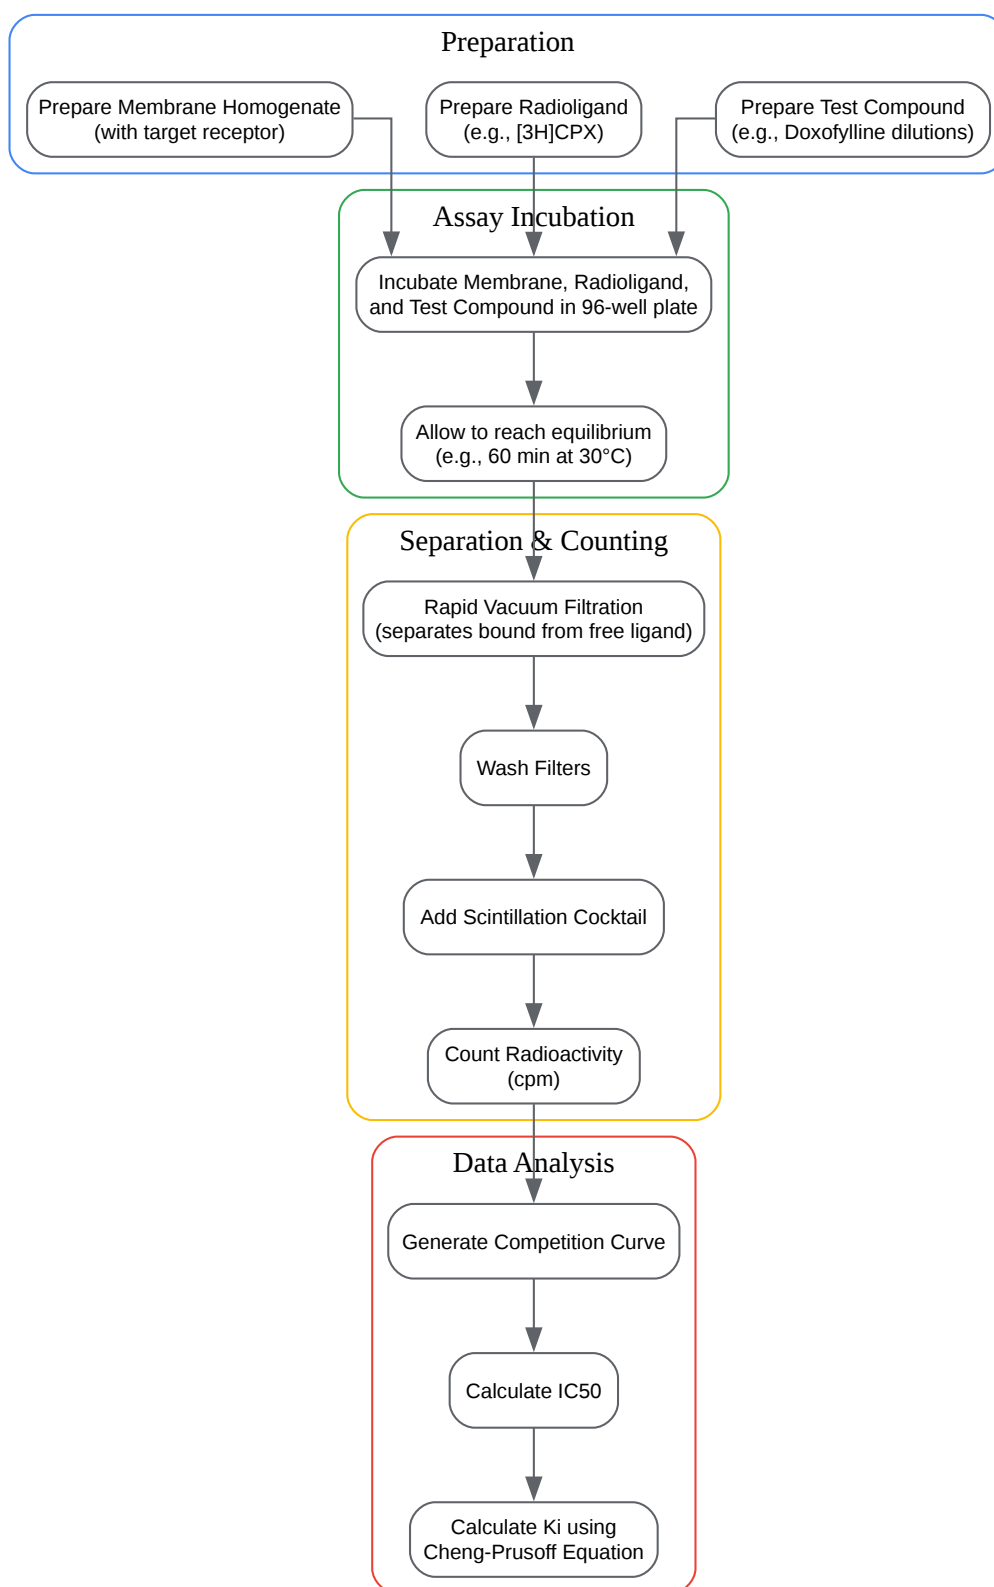 Preparation
Prepare Membrane Homogenate
(with target receptor)
Prepare Radioligand
(e.g., [3H]CPX)
Prepare Test Compound
(e.g., Doxofylline dilutions)
Assay Incubation
Incubate Membrane, Radioligand,
and Test Compound in 96-well plate
Allow to reach equilibrium
(e.g., 60 min at 30°C)
Separation & Counting
Rapid Vacuum Filtration
(separates bound from free ligand)
Wash Filters
Add Scintillation Cocktail
Count Radioactivity
(cpm)
Data Analysis
Generate Competition Curve
Calculate IC50
Calculate Ki using
Cheng-Prusoff Equation